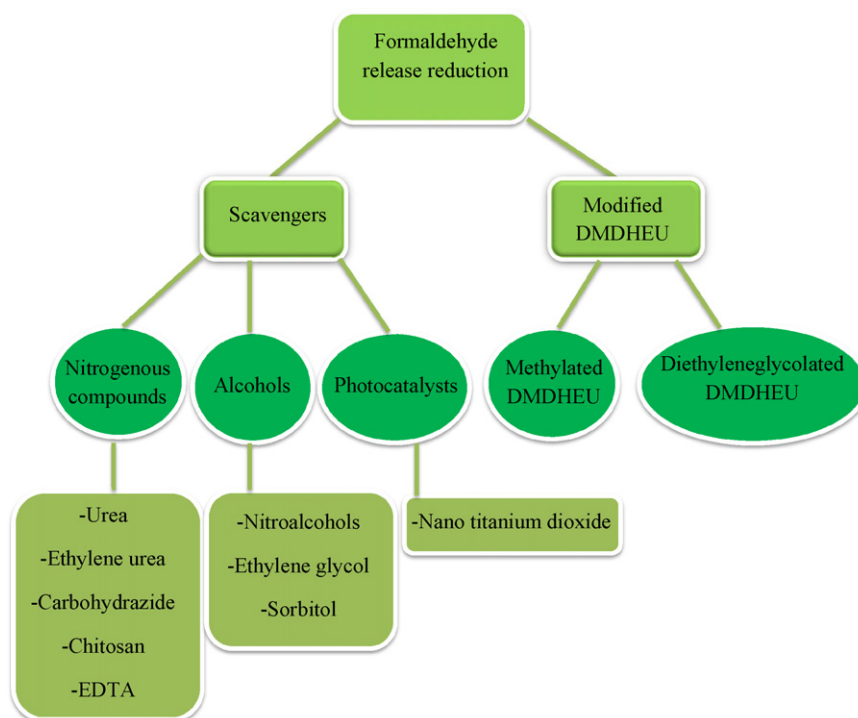 Formaldehyde
release reduction
Scavengers
Modified
DMDHEU
Nitrogenous
compounds
Alcohols
Photocatalysts
Methylated
DMDHEU
Diethyleneglycolated
DMDHEU
-Urea
-Ethylene urea
-Carbohydrazide
-Chitosan
-EDTA
-Nitroalcohols
-Ethylene glycol
-Sorbitol
-Nano titanium dioxide